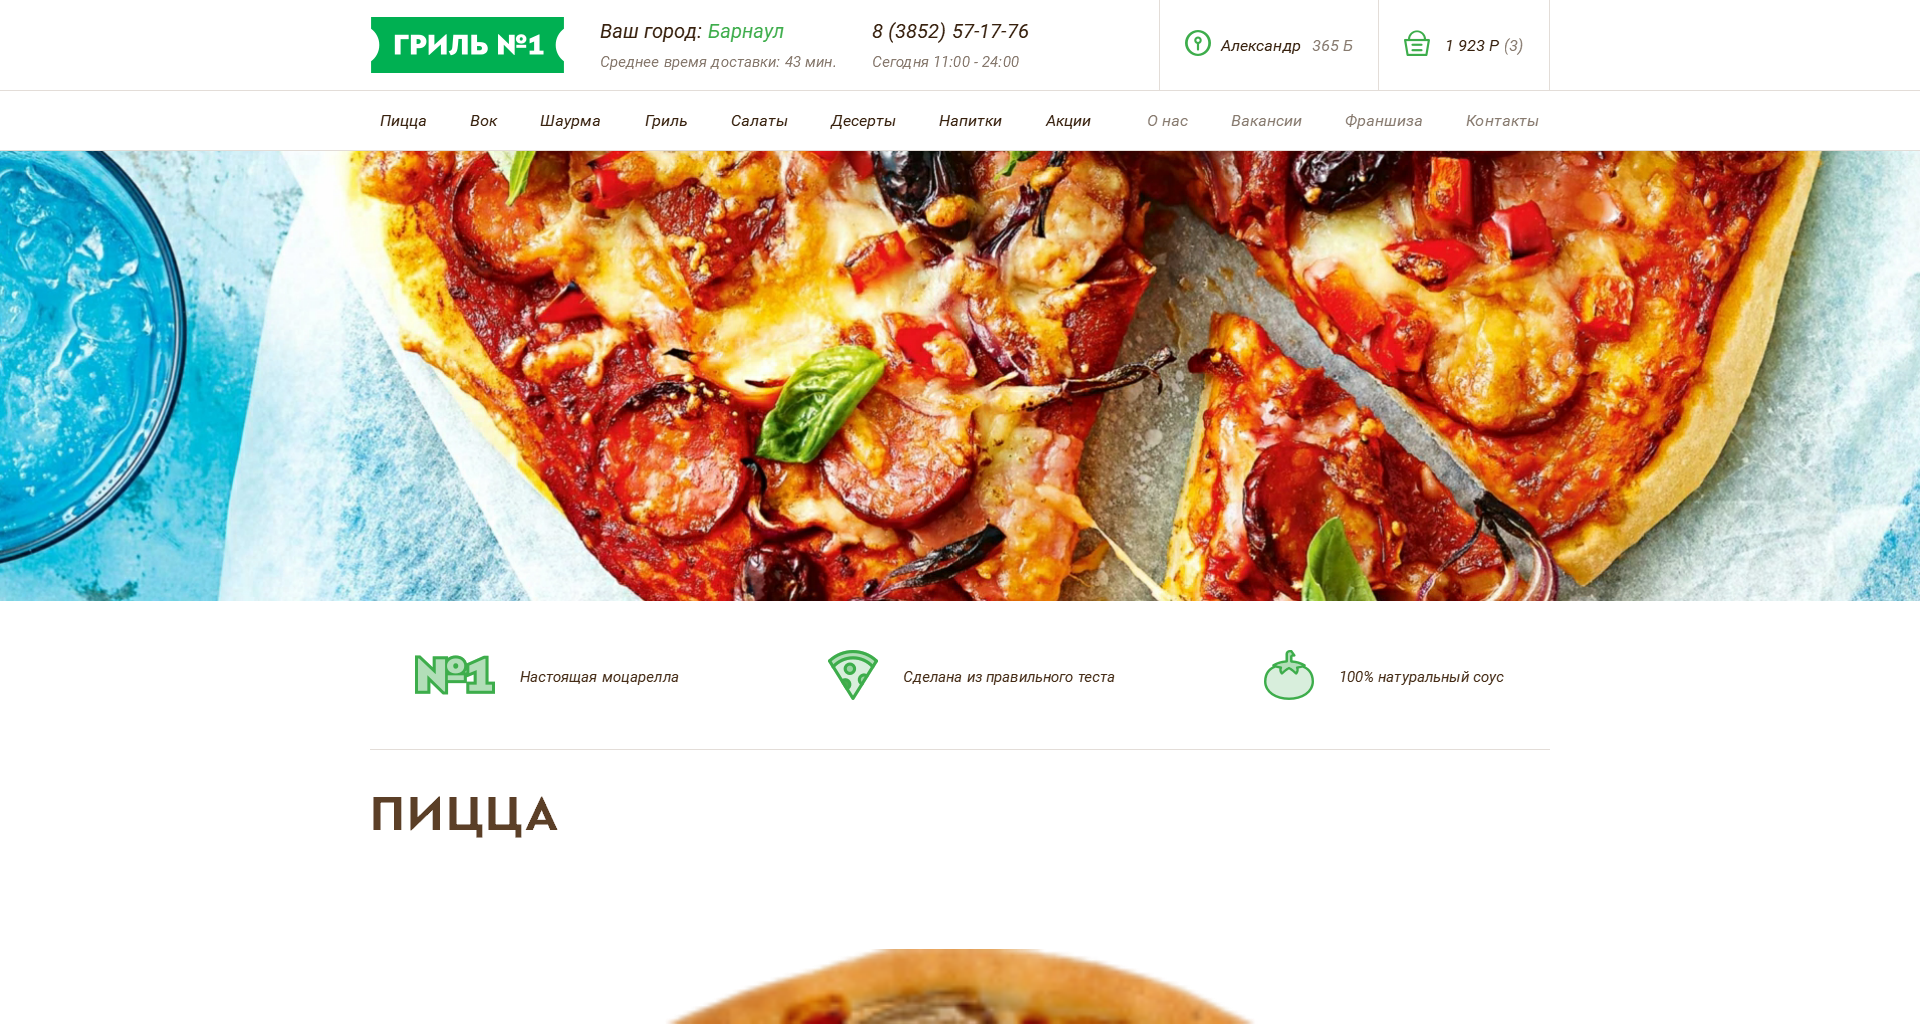 ГРИЛЬ №1
Ваш город: Барнаул
Среднее время доставки: 43 мин.
8 (3852) 57-17-76
Сегодня 11:00 - 24:00
Александр 365 Б
1 923 Р (3)
Пицца Вок Шаурма Гриль Салаты Десерты Напитки Акции О нас Вакансии Франшиза Контакты
№1 Настоящая моцарелла
Сделана из правильного теста
100% натуральный соус
ПИЦЦА